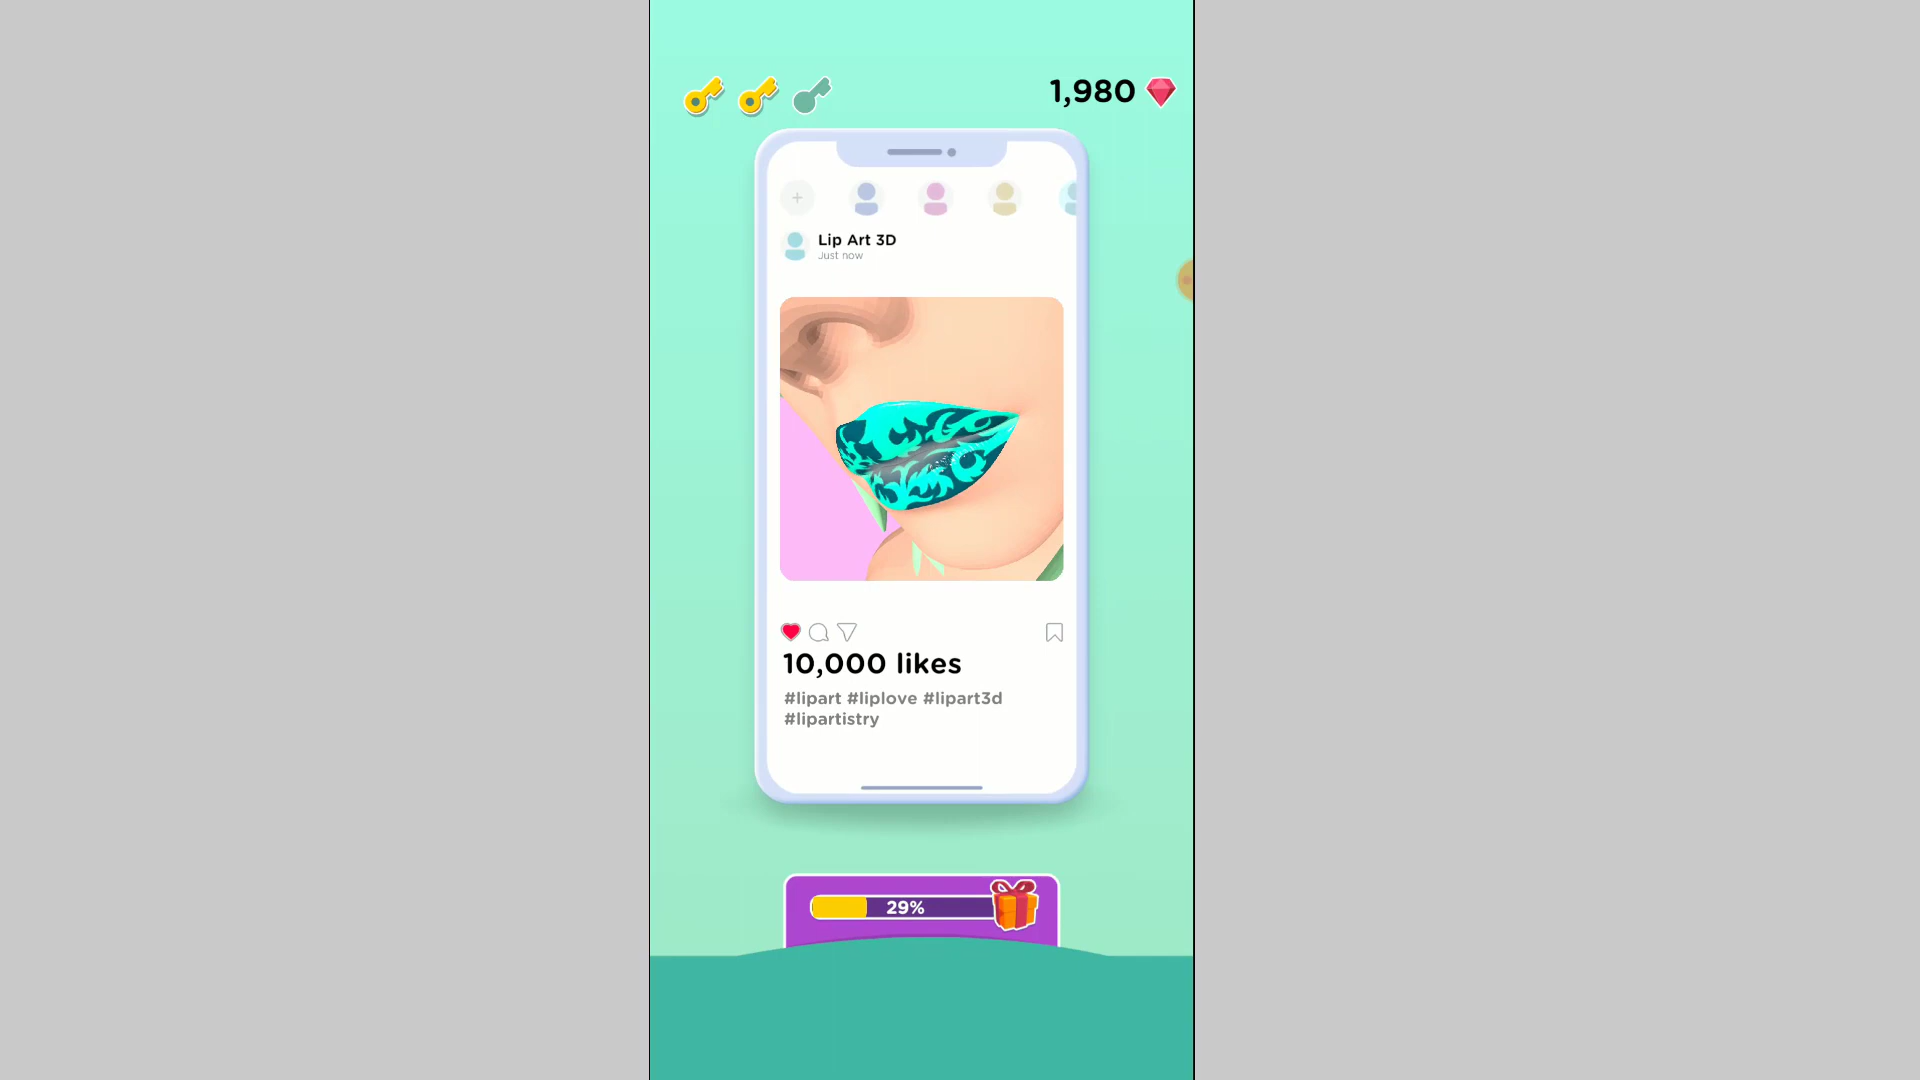 1,980
Lip Art 3D
Just now
10,000 likes
#lipart #liplove #lipart3d
#lipartistry
29%